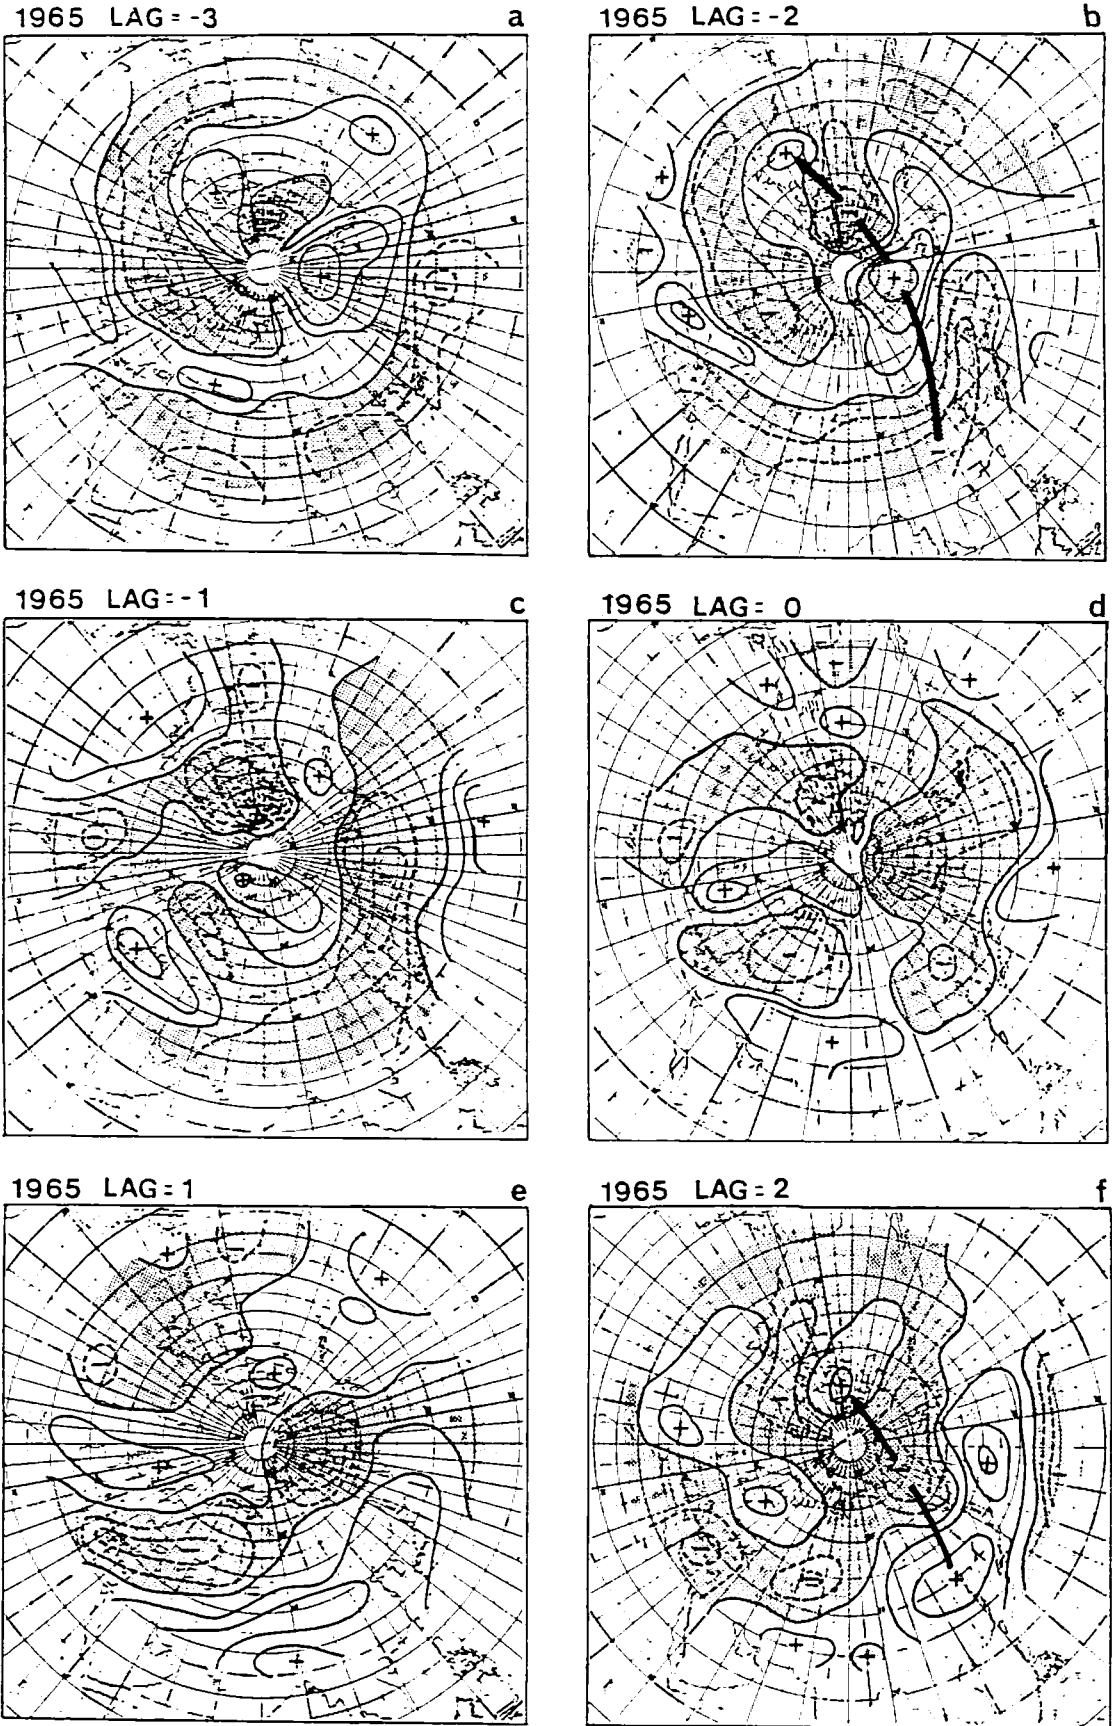 1965 LAG = -3 a
1965 LAG = -2 b
1965 LAG = -1 c
1965 LAG = 0 d
1965 LAG = 1 e
1965 LAG = 2 f